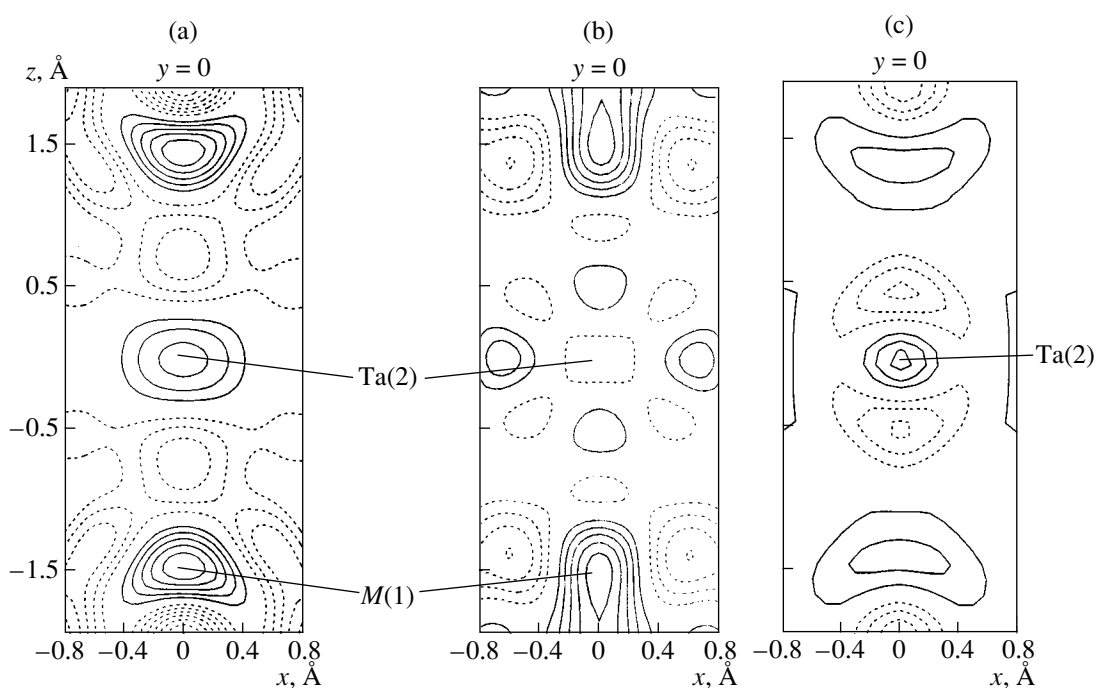 (a)
(b)
(c)
y = 0
y = 0
y = 0
z, Å
1.5
0.5
–0.5
–1.5
Ta(2)
Ta(2)
M(1)
–0.8 –0.4 0 0.4 0.8
–0.8 –0.4 0 0.4 0.8
–0.8 –0.4 0 0.4 0.8
x, Å
x, Å
x, Å